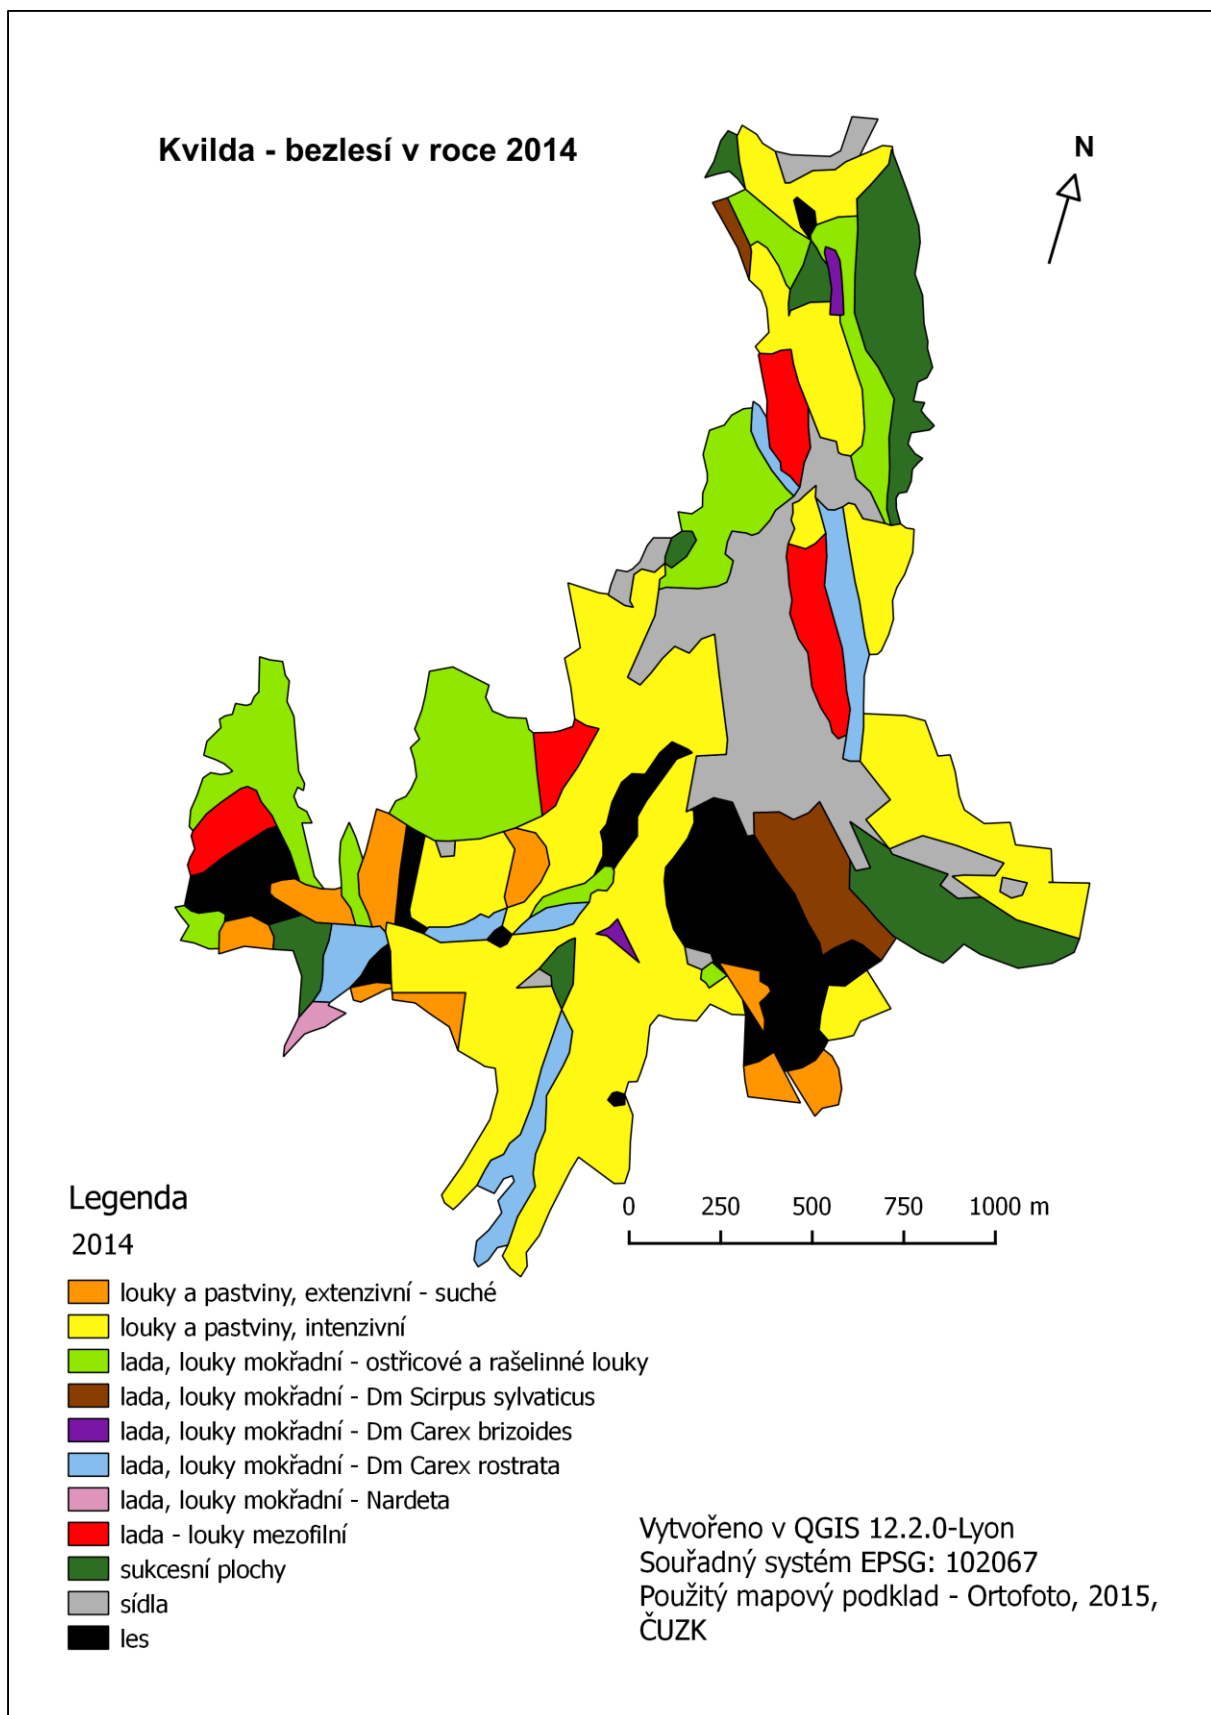 Kvilda - bezlesí v roce 2014
N
Legenda
2014
louky a pastviny, extenzivní - suché
louky a pastviny, intenzivní
lada, louky mokřadní - ostřicové a rašelinné louky
lada, louky mokřadní - Dm Scirpus sylvaticus
lada, louky mokřadní - Dm Carex brizoides
lada, louky mokřadní - Dm Carex rostrata
lada, louky mokřadní - Nardeta
lada - louky mezofilní
sukcesní plochy
sídla
les
0 250 500 750 1000 m
Vytvořeno v QGIS 12.2.0-Lyon
Souřadný systém EPSG: 102067
Použitý mapový podklad - Ortofoto, 2015,
ČUZK